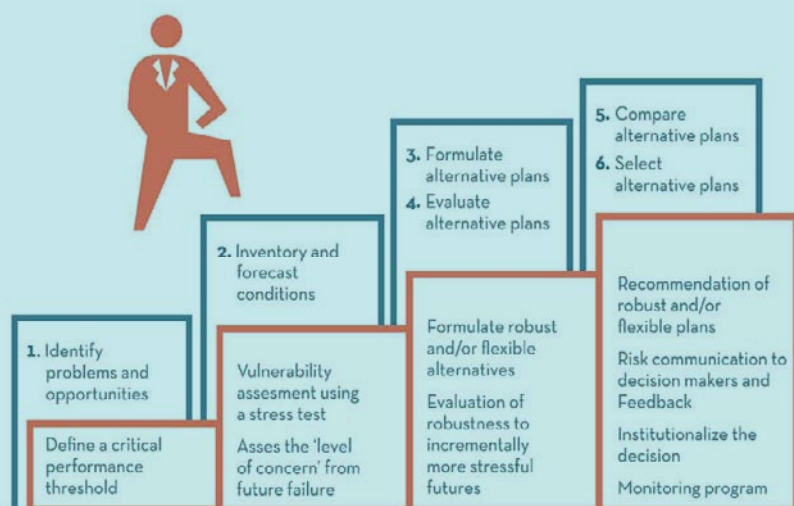 1. Identify
problems and
opportunities
Define a critical
performance
threshold
2. Inventory and
forecast
conditions
Vulnerability
assesment using
a stress test
Asses the ‘level
of concern’ from
future failure
3. Formulate
alternative plans
4. Evaluate
alternative plans
Formulate robust
and/or flexible
alternatives
Evaluation of
robustness to
incrementally
more stressful
futures
5. Compare
alternative plans
6. Select
alternative plans
Recommendation of
robust and/or
flexible plans
Risk communication to
decision makers and
Feedback
Institutionalize the
decision
Monitoring program